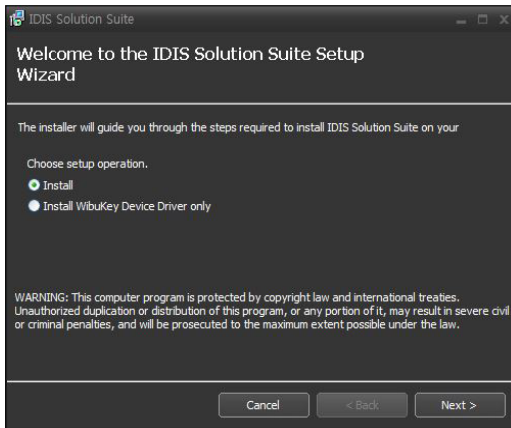 IDIS Solution Suite
Welcome to the IDIS Solution Suite Setup
Wizard
The installer will guide you through the steps required to install IDIS Solution Suite on your
Choose setup operation.
Install
Install WibuKey Device Driver only
WARNING: This computer program is protected by copyright law and international treaties.
Unauthorized duplication or distribution of this program, or any portion of it, may result in severe civil
or criminal penalties, and will be prosecuted to the maximum extent possible under the law.
Cancel < Back Next >